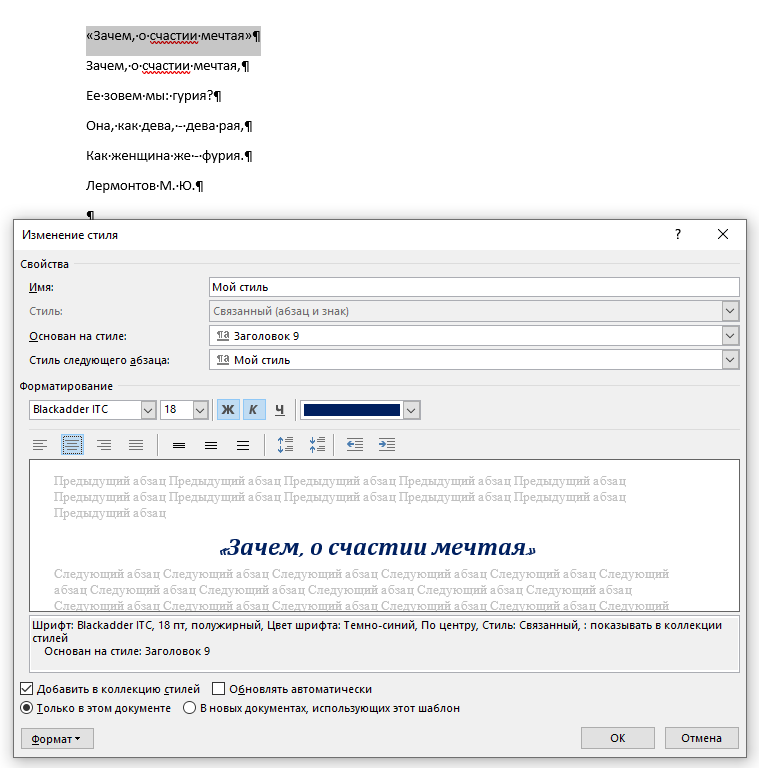 «Зачем,·о·счастии·мечтая»¶
Зачем,·о·счастии·мечтая,¶
Ее·зовем·мы:·гурия?¶
Она,·как·дева,·-·дева·рая,¶
Как·женщина·же·-·фурия.¶
Лермонтов·М.·Ю.¶
¶
Изменение стиля ?
Свойства
Имя: Мой стиль
Стиль: Связанный (абзац и знак)
Основан на стиле: ¶a Заголовок 9
Стиль следующего абзаца: ¶a Мой стиль
Форматирование
Blackadder ITC 18 Ж К Ч
Предыдущий абзац Предыдущий абзац Предыдущий абзац Предыдущий абзац Предыдущий абзац
Предыдущий абзац Предыдущий абзац Предыдущий абзац Предыдущий абзац Предыдущий абзац
Предыдущий абзац
«Зачем, о счастии мечтая»
Следующий абзац Следующий абзац Следующий абзац Следующий абзац Следующий абзац Следующий
абзац Следующий абзац Следующий абзац Следующий абзац Следующий абзац Следующий
Следующий абзац Следующий абзац Следующий абзац Следующий абзац Следующий
Шрифт: Blackadder ITC, 18 пт, полужирный, Цвет шрифта: Темно-синий, По центру, Стиль: Связанный, : показывать в коллекции
стилей
Основан на стиле: Заголовок 9
Добавить в коллекцию стилей Обновлять автоматически
Только в этом документе В новых документах, использующих этот шаблон
Формат ОК Отмена